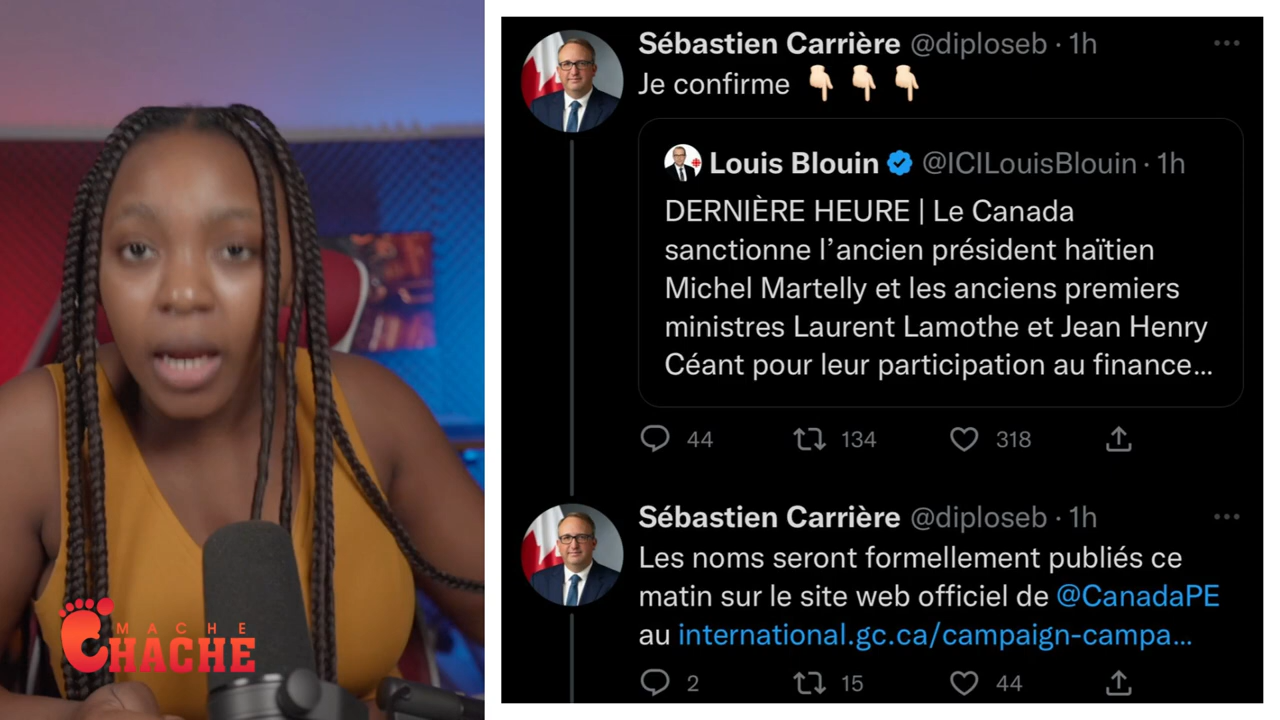 MACHE
CHACHE
Sébastien Carrière @diploseb · 1h
Je confirme 👇🏻 👇🏻 👇🏻
Louis Blouin @ICILouisBlouin · 1h
DERNIÈRE HEURE | Le Canada
sanctionne l’ancien président haïtien
Michel Martelly et les anciens premiers
ministres Laurent Lamothe et Jean Henry
Céant pour leur participation au finance...
44 134 318
Sébastien Carrière @diploseb · 1h
Les noms seront formellement publiés ce
matin sur le site web officiel de @CanadaPE
au international.gc.ca/campaign-campa...
2 15 44